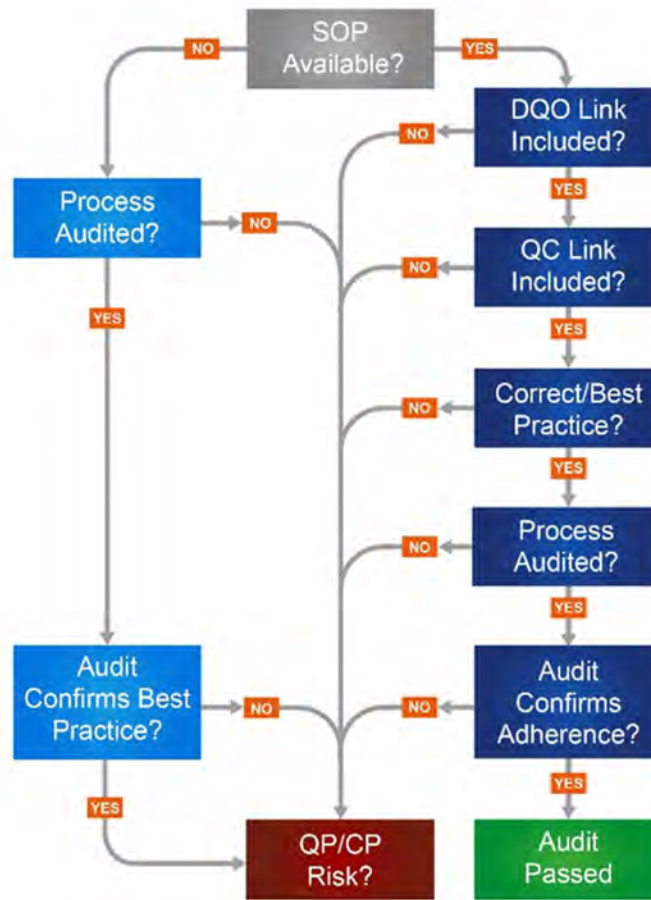 SOP
Available?
NO
YES
DQO Link
Included?
NO
YES
Process
Audited?
NO
QC Link
Included?
NO
YES
YES
Correct/Best
Practice?
NO
YES
Process
Audited?
NO
YES
Audit
Confirms Best
Practice?
NO
Audit
Confirms
Adherence?
NO
YES
YES
QP/CP
Risk?
Audit
Passed